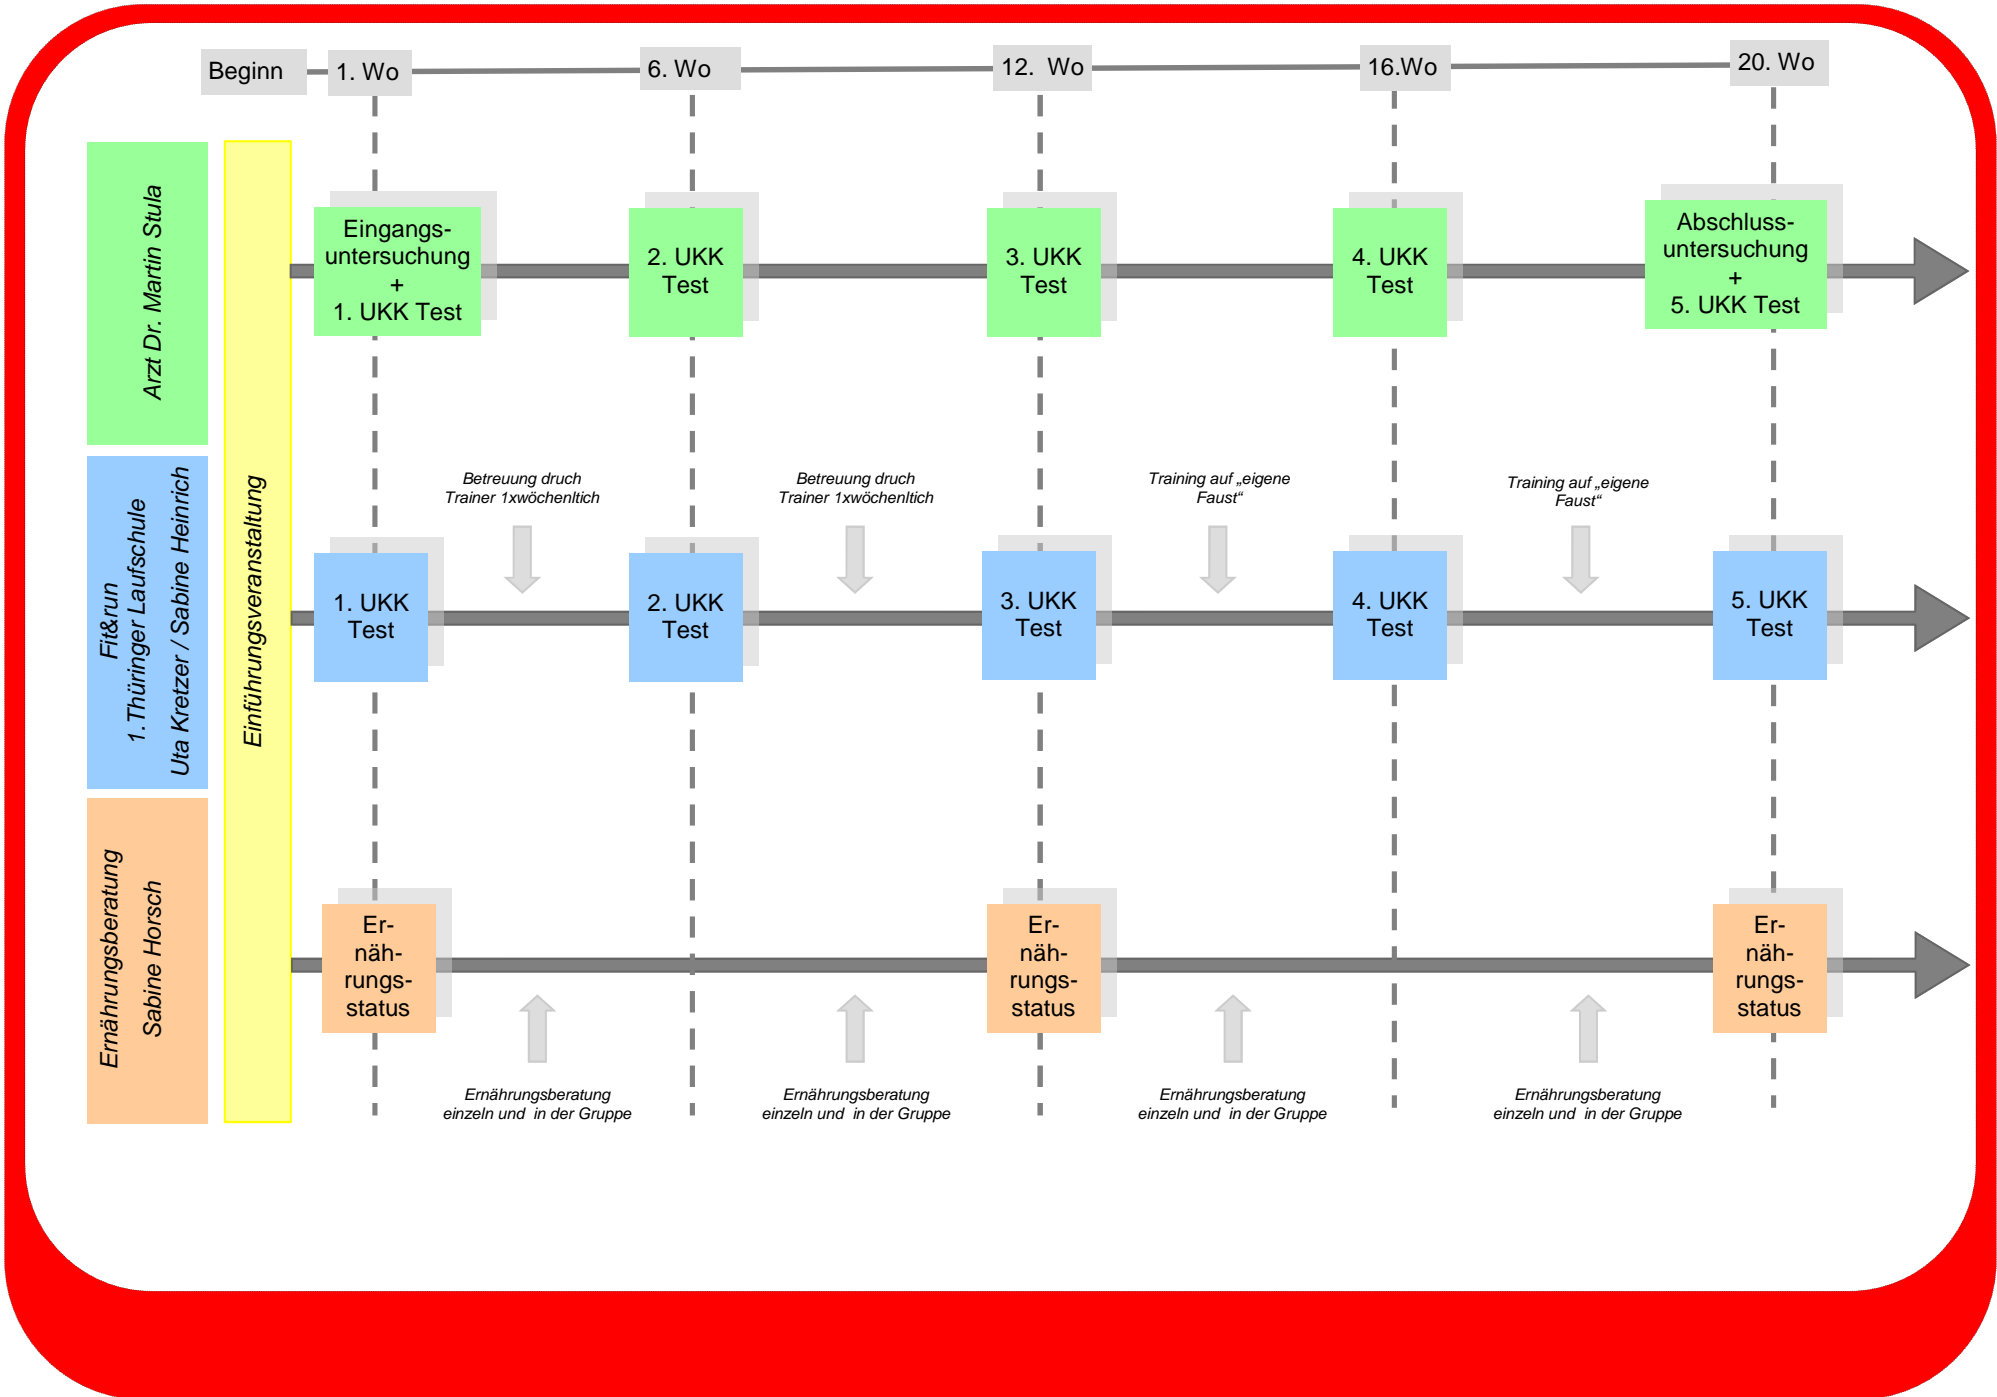 Beginn
1. Wo
6. Wo
12.  Wo
16.Wo
20. Wo
Arzt Dr. Martin Stula
Einführungsveranstaltung
Eingangs-
untersuchung
+
1. UKK Test
2. UKK
Test
3. UKK
Test
4. UKK
Test
Abschluss-
untersuchung
+
5. UKK Test
Fit&run
1.Thüringer Laufschule
Uta Kretzer / Sabine Heinrich
Betreuung druch
Trainer 1xwöchenltich
Betreuung druch
Trainer 1xwöchenltich
Training auf „eigene
Faust“
Training auf „eigene
Faust“
1. UKK
Test
2. UKK
Test
3. UKK
Test
4. UKK
Test
5. UKK
Test
Ernährungsberatung
Sabine Horsch
Er-
näh-
rungs-
status
Er-
näh-
rungs-
status
Er-
näh-
rungs-
status
Ernährungsberatung
einzeln und  in der Gruppe
Ernährungsberatung
einzeln und  in der Gruppe
Ernährungsberatung
einzeln und  in der Gruppe
Ernährungsberatung
einzeln und  in der Gruppe